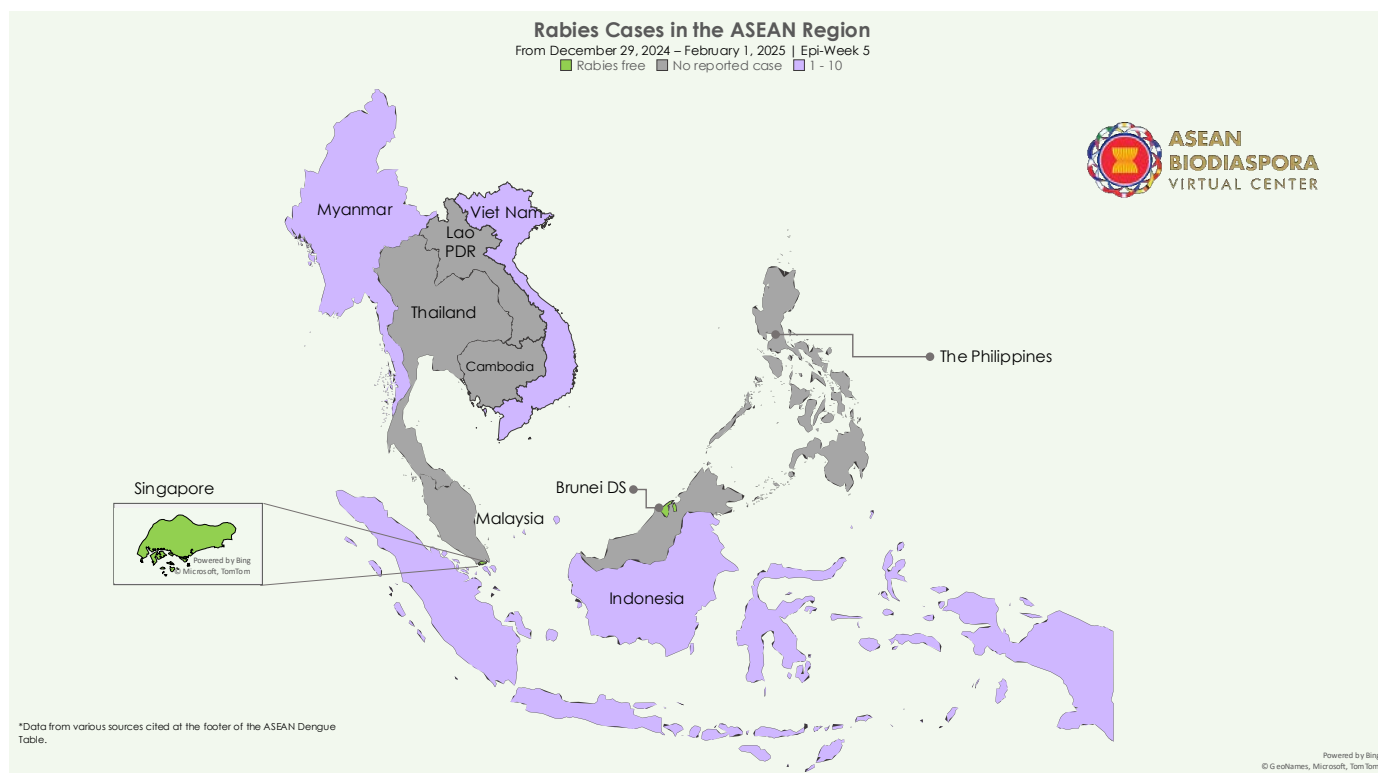 Rabies Cases in the ASEAN Region
From December 29, 2024 – February 1, 2025 | Epi-Week 5
Rabies free No reported case 1 - 10
ASEAN
BIODIASPORA
VIRTUAL CENTER
Myanmar
Viet Nam
Lao
PDR
Thailand
Cambodia
The Philippines
Singapore
Powered by Bing
© Microsoft, TomTom
Brunei DS
Malaysia
Indonesia
*Data from various sources cited at the footer of the ASEAN Dengue
Table.
Powered by Bing
© GeoNames, Microsoft, TomTom